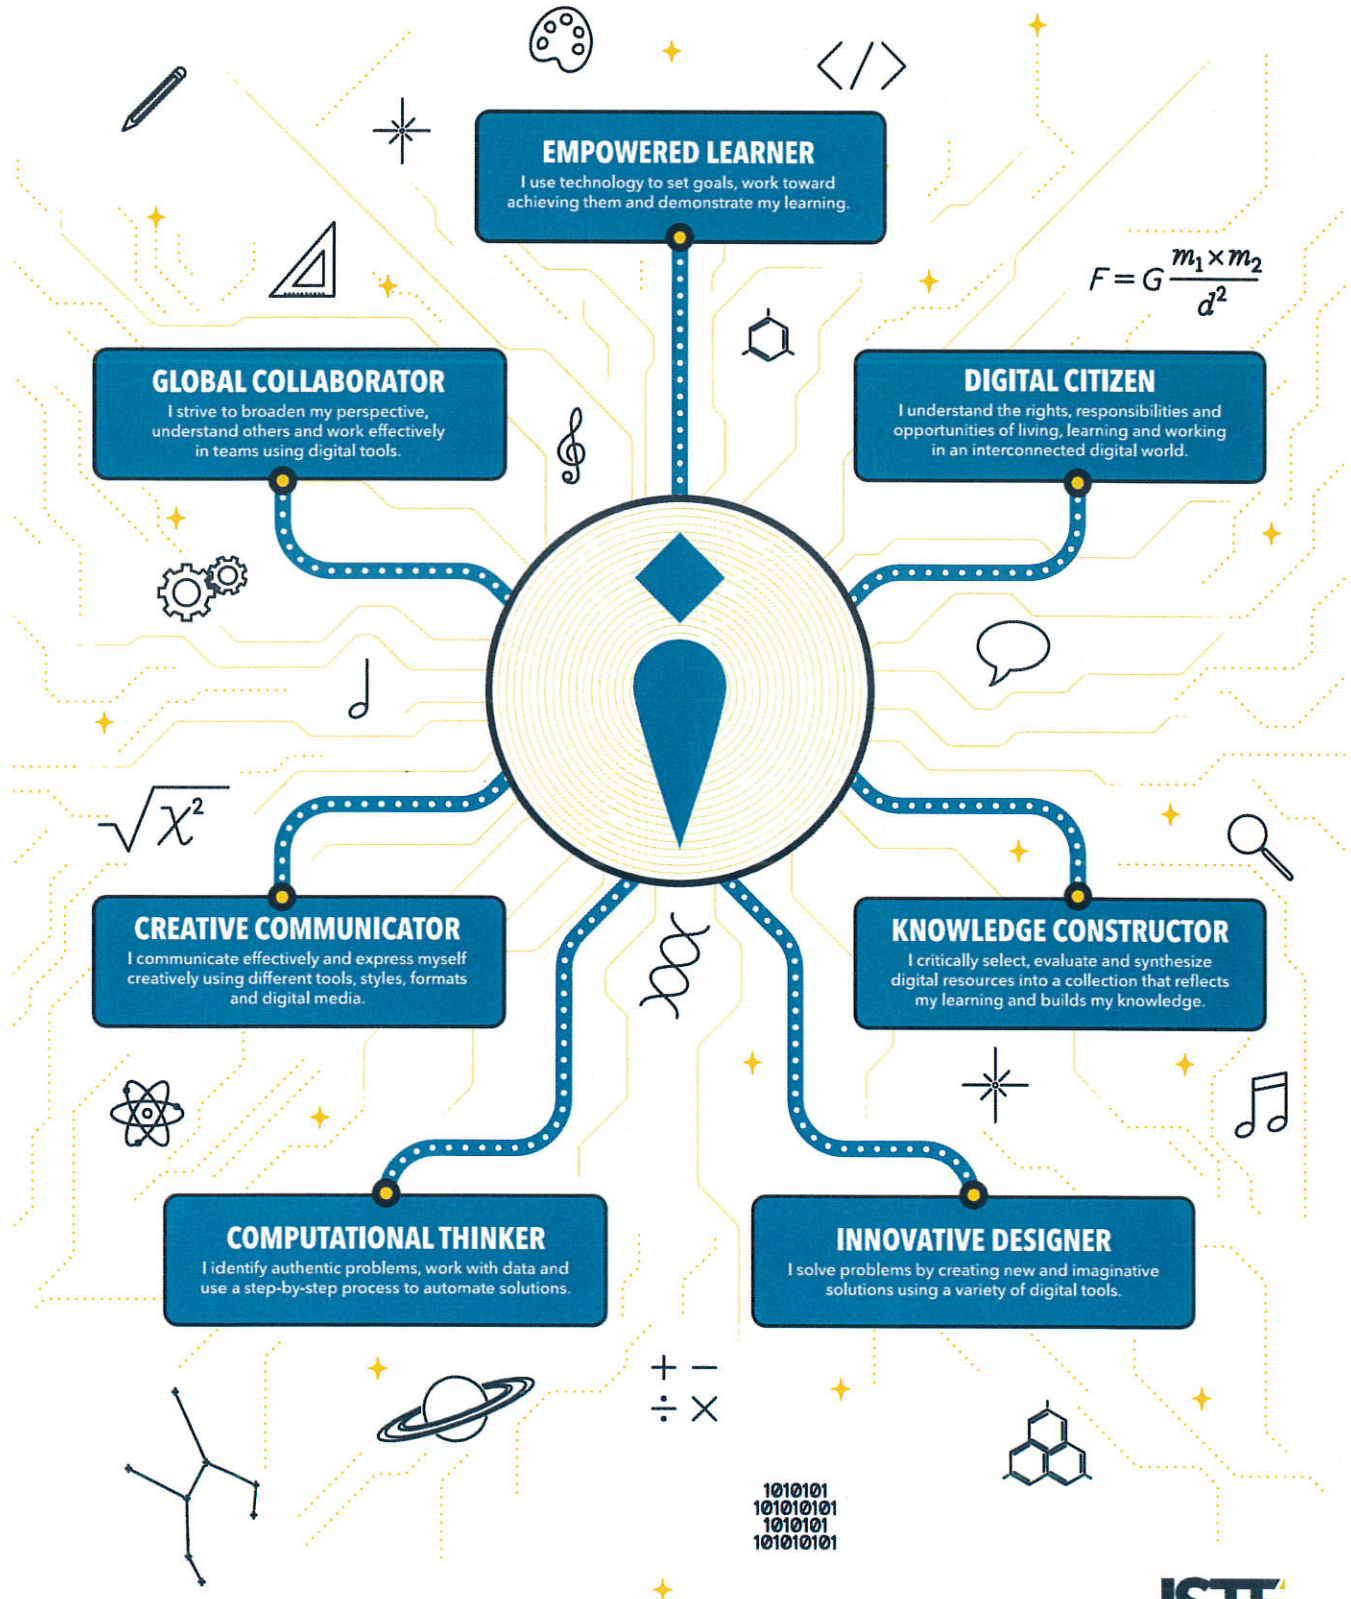 EMPOWERED LEARNER
I use technology to set goals, work toward
achieving them and demonstrate my learning.
F = G m₁ × m₂ / d²
GLOBAL COLLABORATOR
I strive to broaden my perspective,
understand others and work effectively
in teams using digital tools.
DIGITAL CITIZEN
I understand the rights, responsibilities and
opportunities of living, learning and working
in an interconnected digital world.
√x²
CREATIVE COMMUNICATOR
I communicate effectively and express myself
creatively using different tools, styles, formats
and digital media.
KNOWLEDGE CONSTRUCTOR
I critically select, evaluate and synthesize
digital resources into a collection that reflects
my learning and builds my knowledge.
COMPUTATIONAL THINKER
I identify authentic problems, work with data and
use a step-by-step process to automate solutions.
INNOVATIVE DESIGNER
I solve problems by creating new and imaginative
solutions using a variety of digital tools.
+ −
÷ ×
1010101
101010101
1010101
101010101